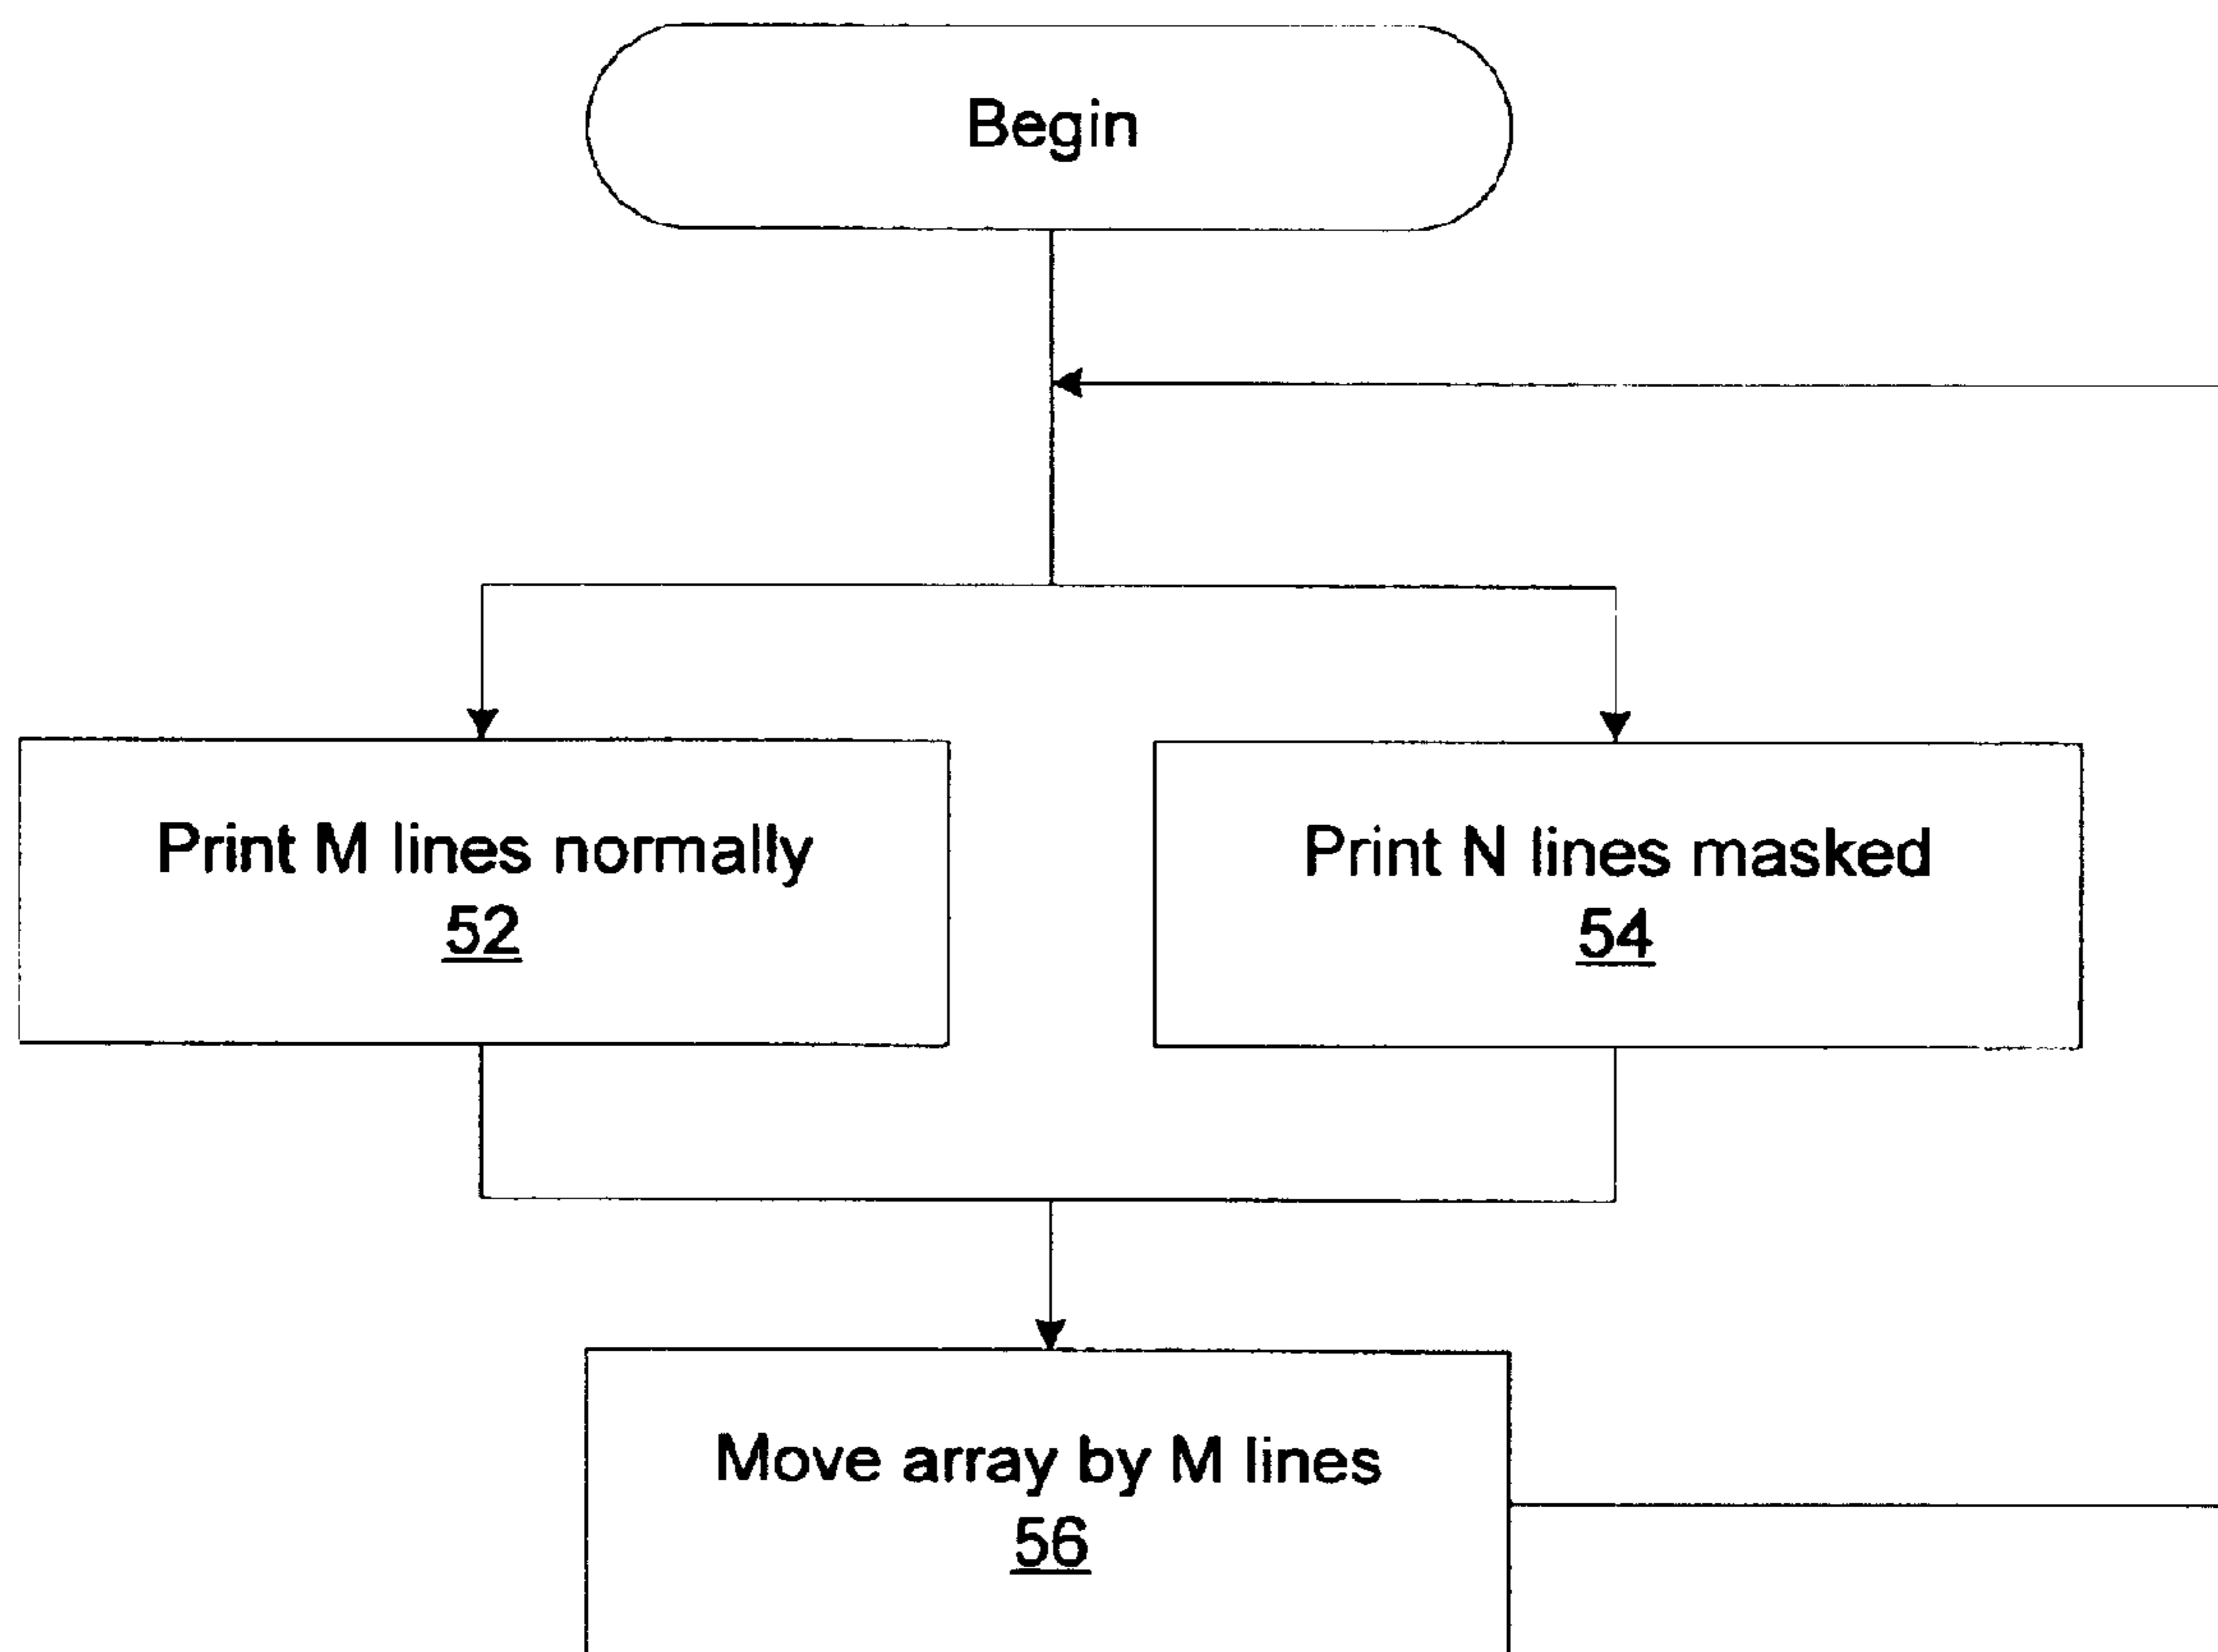 Begin
Print M lines normally
52
Print N lines masked
54
Move array by M lines
56